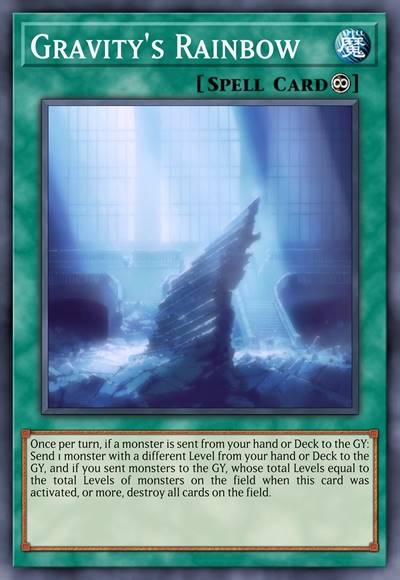 Gravity's Rainbow
魔
[Spell Card♾]
Once per turn, if a monster is sent from your hand or Deck to the GY:
Send 1 monster with a different Level from your hand or Deck to the
GY, and if you sent monsters to the GY, whose total Levels equal to
the total Levels of monsters on the field when this card was
activated, or more, destroy all cards on the field.